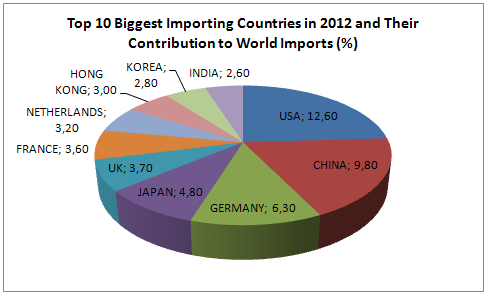 Top 10 Biggest Importing Countries in 2012 and Their
Contribution to World Imports (%)
USA; 12,60
CHINA; 9,80
GERMANY; 6,30
JAPAN; 4,80
UK; 3,70
FRANCE; 3,60
NETHERLANDS;
3,20
HONG
KONG; 3,00
KOREA;
2,80
INDIA; 2,60